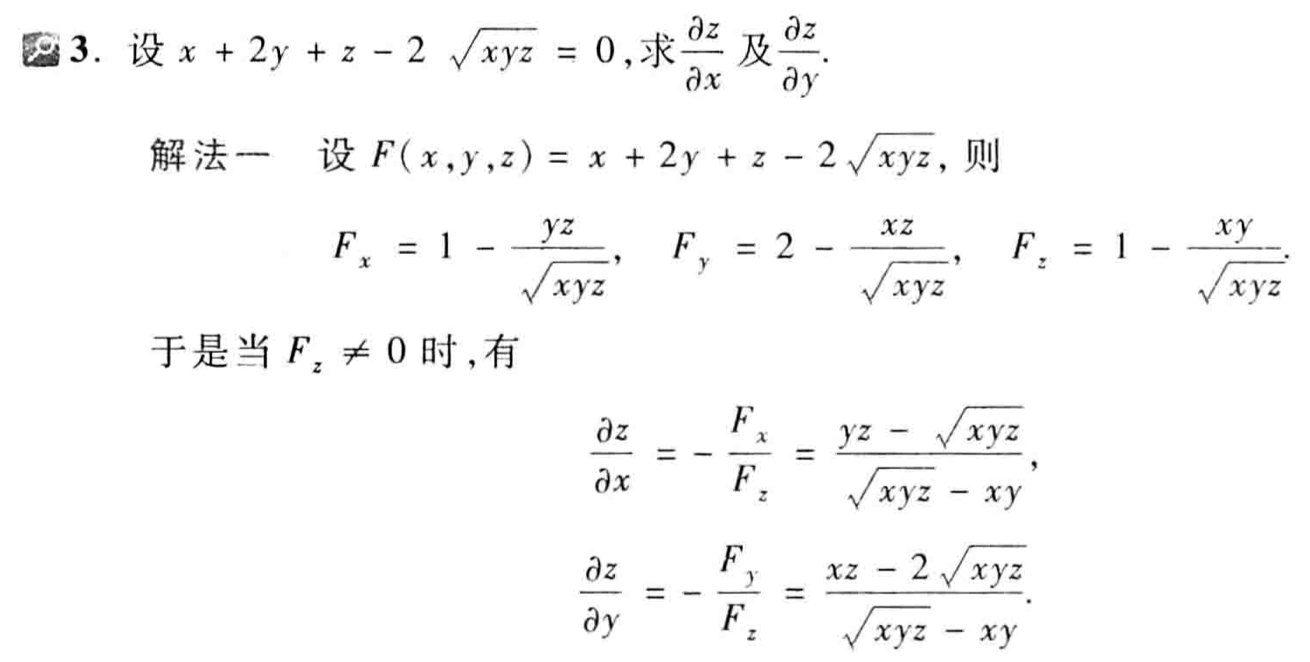 3. 设 x + 2y + z − 2 √(xyz) = 0,求 ∂z/∂x 及 ∂z/∂y.
解法一 设 F(x,y,z) = x + 2y + z − 2√(xyz), 则
F_x = 1 − yz/√(xyz), F_y = 2 − xz/√(xyz), F_z = 1 − xy/√(xyz).
于是当 F_z ≠ 0 时,有
∂z/∂x = − F_x/F_z = (yz − √(xyz))/(√(xyz) − xy),
∂z/∂y = − F_y/F_z = (xz − 2√(xyz))/(√(xyz) − xy).